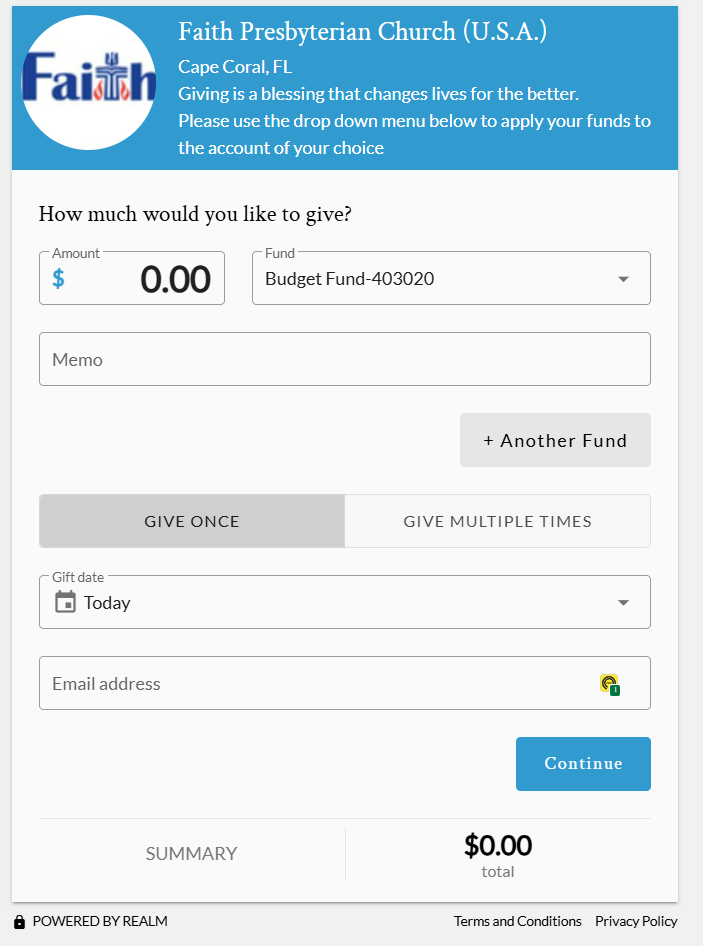 Faith
Faith Presbyterian Church (U.S.A.)
Cape Coral, FL
Giving is a blessing that changes lives for the better.
Please use the drop down menu below to apply your funds to
the account of your choice
How much would you like to give?
Amount
$ 0.00
Fund
Budget Fund-403020
Memo
+ Another Fund
GIVE ONCE
GIVE MULTIPLE TIMES
Gift date
Today
Email address
1
Continue
SUMMARY
$0.00
total
POWERED BY REALM
Terms and Conditions
Privacy Policy